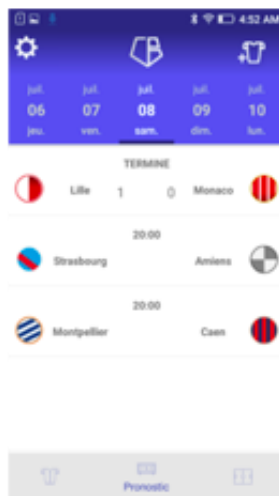 4:52 AM
juil. juil. juil. juil. juil.
06 07 08 09 10
jeu. ven. sam. dim. lun.
TERMINE
Lille 1 0 Monaco
20:00
Strasbourg Amiens
20:00
Montpellier Caen
Pronostic